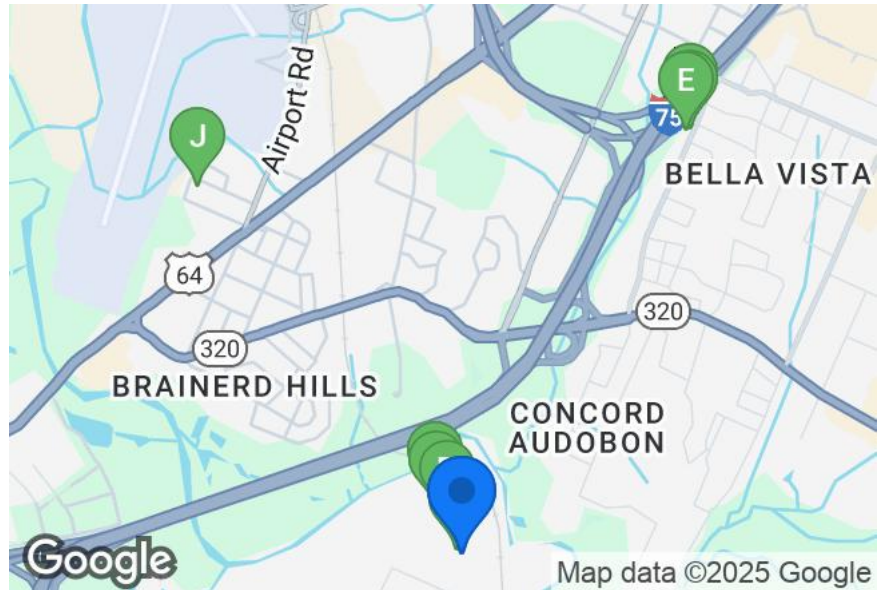 J
Airport Rd
E
75
BELLA VISTA
64
320
320
BRAINERD HILLS
CONCORD
AUDOBON
Google
Map data ©2025 Google